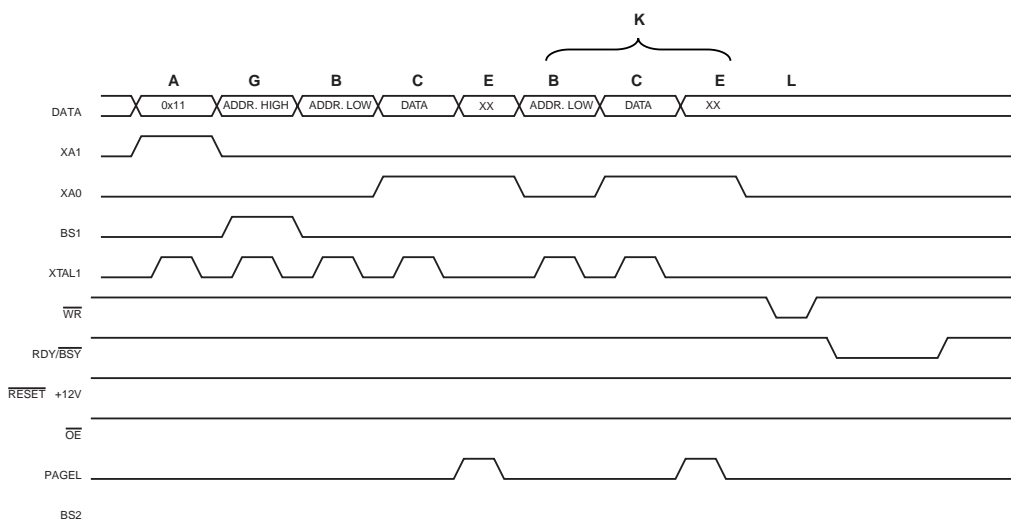 K
A G B C E B C E L
DATA 0x11 ADDR. HIGH ADDR. LOW DATA XX ADDR. LOW DATA XX
XA1
XA0
BS1
XTAL1
WR
RDY/BSY
RESET +12V
OE
PAGEL
BS2